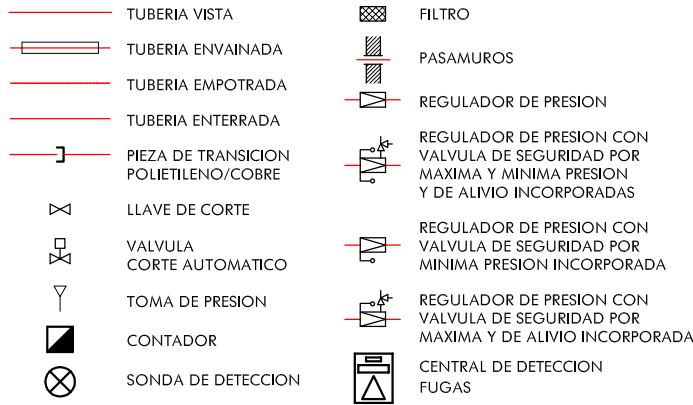 TUBERIA VISTA
TUBERIA ENVAINADA
TUBERIA EMPOTRADA
TUBERIA ENTERRADA
PIEZA DE TRANSICION
POLIETILENO/COBRE
LLAVE DE CORTE
VALVULA
CORTE AUTOMATICO
TOMA DE PRESION
CONTADOR
SONDA DE DETECCION
FILTRO
PASAMUROS
REGULADOR DE PRESION
REGULADOR DE PRESION CON
VALVULA DE SEGURIDAD POR
MAXIMA Y MINIMA PRESION
Y DE ALIVIO INCORPORADAS
REGULADOR DE PRESION CON
VALVULA DE SEGURIDAD POR
MINIMA PRESION INCORPORADA
REGULADOR DE PRESION CON
VALVULA DE SEGURIDAD POR
MAXIMA Y DE ALIVIO INCORPORADA
CENTRAL DE DETECCION
FUGAS